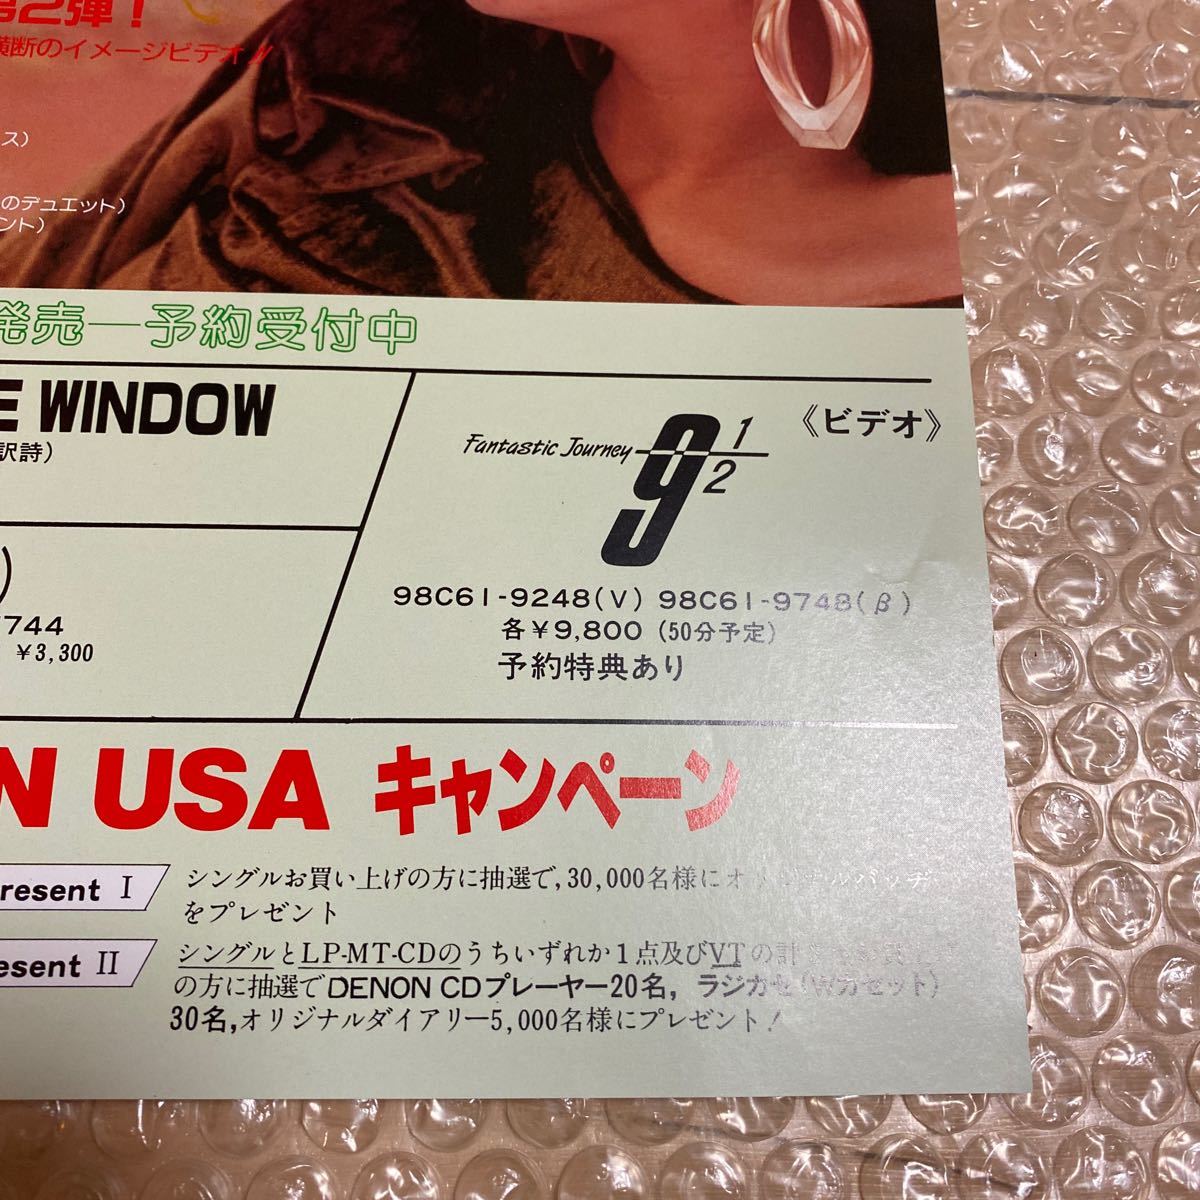 第2弾！
横断のイメージビデオ!!
ス）
のデュエット）
ント）
発売―予約受付中
E WINDOW
訳詩）
《ビデオ》
Fantastic Journey 9 1/2
98C61-9248(V) 98C61-9748(β)
各￥9,800（50分予定）
予約特典あり
)
744
￥3,300
N USA キャンペーン
resent I
シングルお買い上げの方に抽選で，30,000名様にオリジナルバッヂ
をプレゼント
esent II
シングルとLP-MT-CDのうちいずれか1点及びVTの計
の方に抽選でDENON CDプレーヤー20名，ラジカセ（Wカセット）
30名，オリジナルダイアリー5,000名様にプレゼント！